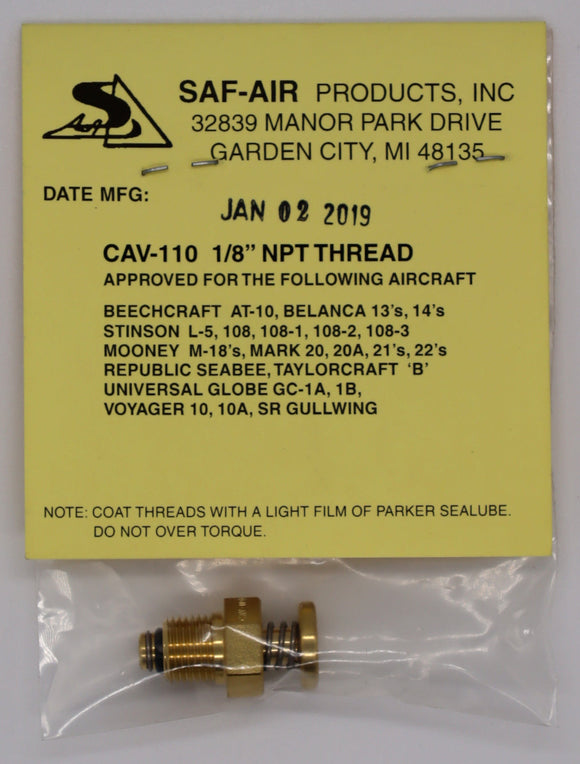 SAF-AIR PRODUCTS, INC
32839 MANOR PARK DRIVE
GARDEN CITY, MI 48135
DATE MFG:
JAN 02 2019
CAV-110 1/8" NPT THREAD
APPROVED FOR THE FOLLOWING AIRCRAFT
BEECHCRAFT AT-10, BELANCA 13's, 14's
STINSON L-5, 108, 108-1, 108-2, 108-3
MOONEY M-18's, MARK 20, 20A, 21's, 22's
REPUBLIC SEABEE, TAYLORCRAFT 'B'
UNIVERSAL GLOBE GC-1A, 1B,
VOYAGER 10, 10A, SR GULLWING
NOTE: COAT THREADS WITH A LIGHT FILM OF PARKER SEALUBE.
DO NOT OVER TORQUE.